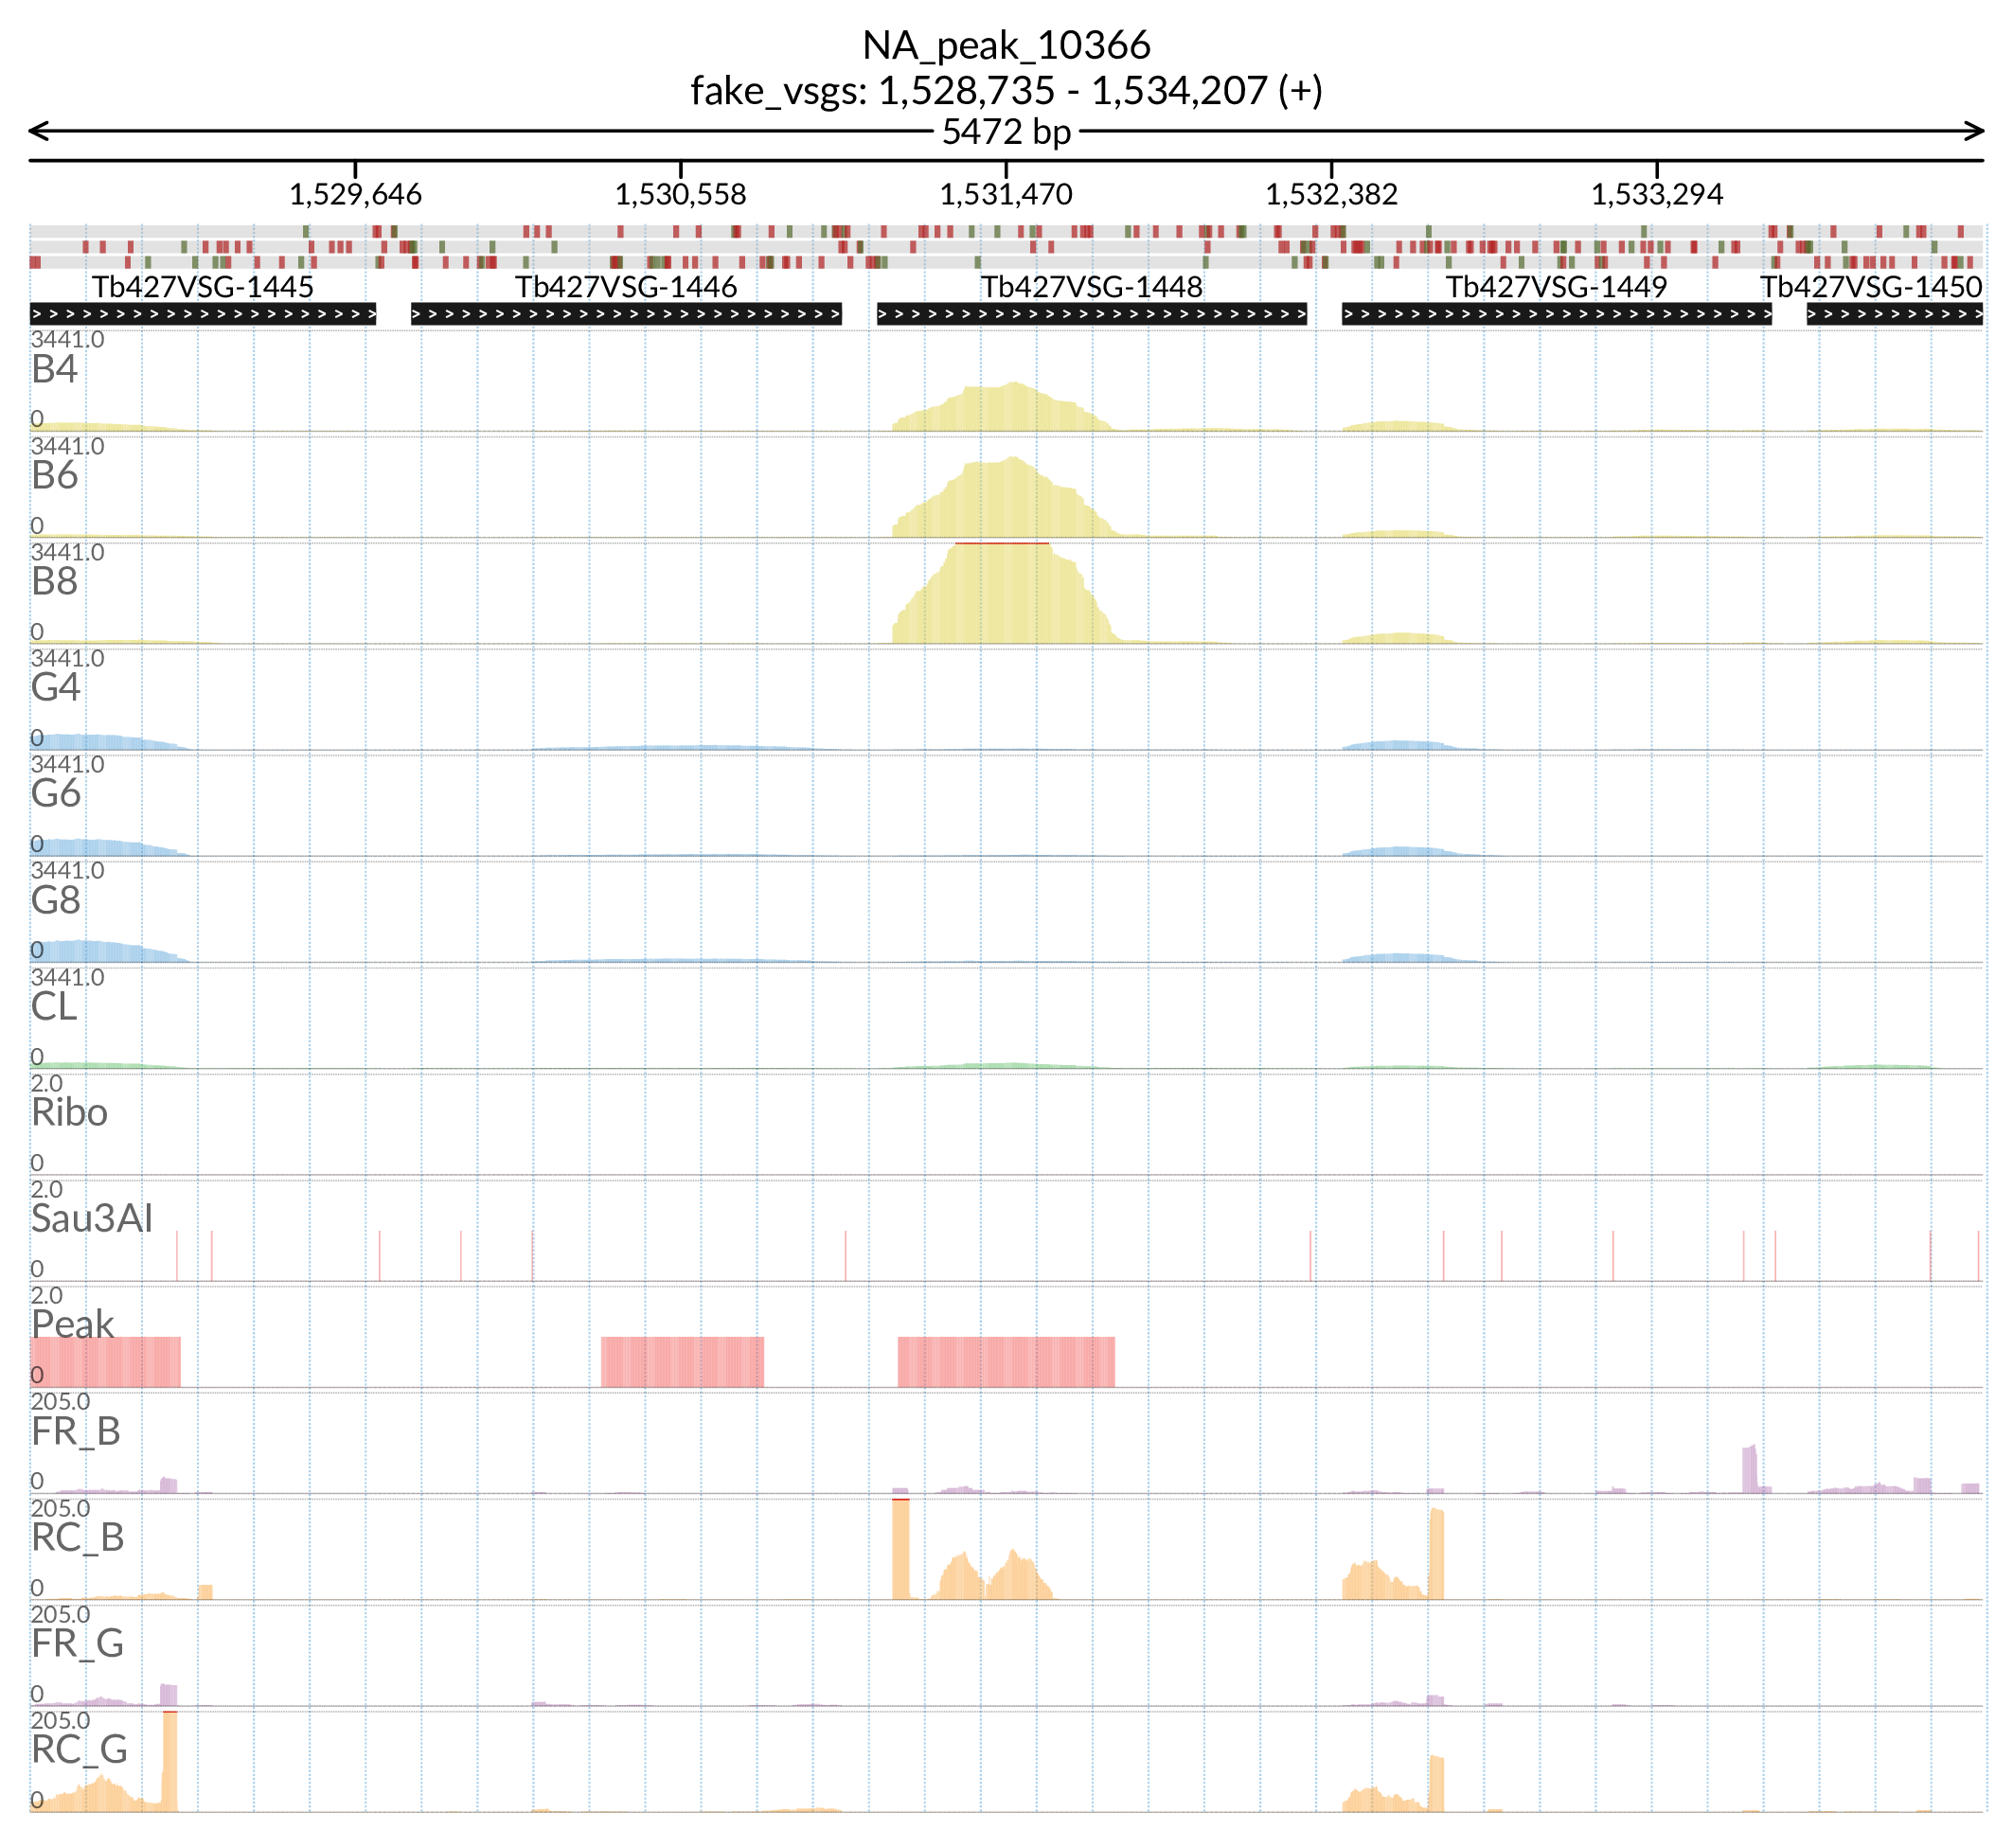 NA_peak_10366
fake_vsgs: 1,528,735 - 1,534,207 (+)
5472 bp
1,529,646 1,530,558 1,531,470 1,532,382 1,533,294
Tb427VSG-1445 Tb427VSG-1446 Tb427VSG-1448 Tb427VSG-1449 Tb427VSG-1450
3441.0
B4
0
3441.0
B6
0
3441.0
B8
0
3441.0
G4
0
3441.0
G6
0
3441.0
G8
0
3441.0
CL
0
2.0
Ribo
0
2.0
Sau3AI
0
2.0
Peak
0
205.0
FR_B
0
205.0
RC_B
0
205.0
FR_G
0
205.0
RC_G
0